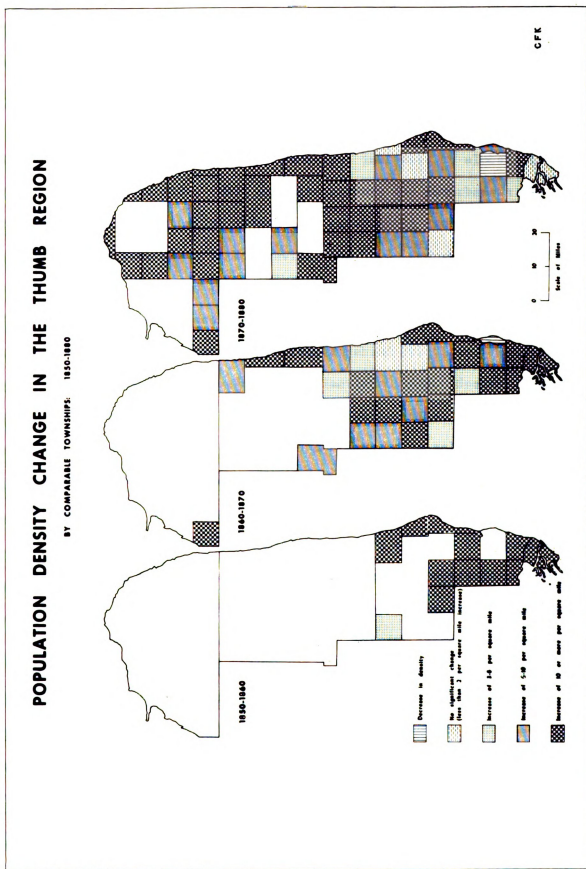 POPULATION DENSITY CHANGE IN THE THUMB REGION
BY COMPARABLE TOWNSHIPS: 1850-1880
1850-1860
1860-1870
1870-1880
Decrease in density
No significant change
(less than 2 per square mile increase)
Increase of 2-5 per square mile
Increase of 5-10 per square mile
Increase of 10 or more per square mile
0 10 20
Scale of Miles
CFK